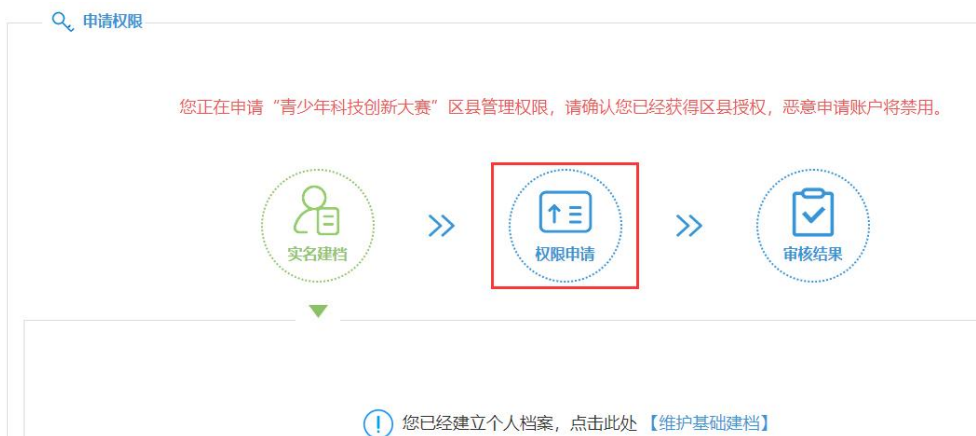 申请权限
您正在申请“青少年科技创新大赛”区县管理权限，请确认您已经获得区县授权，恶意申请账户将禁用。
实名建档
权限申请
审核结果
您已经建立个人档案，点击此处 【维护基础建档】